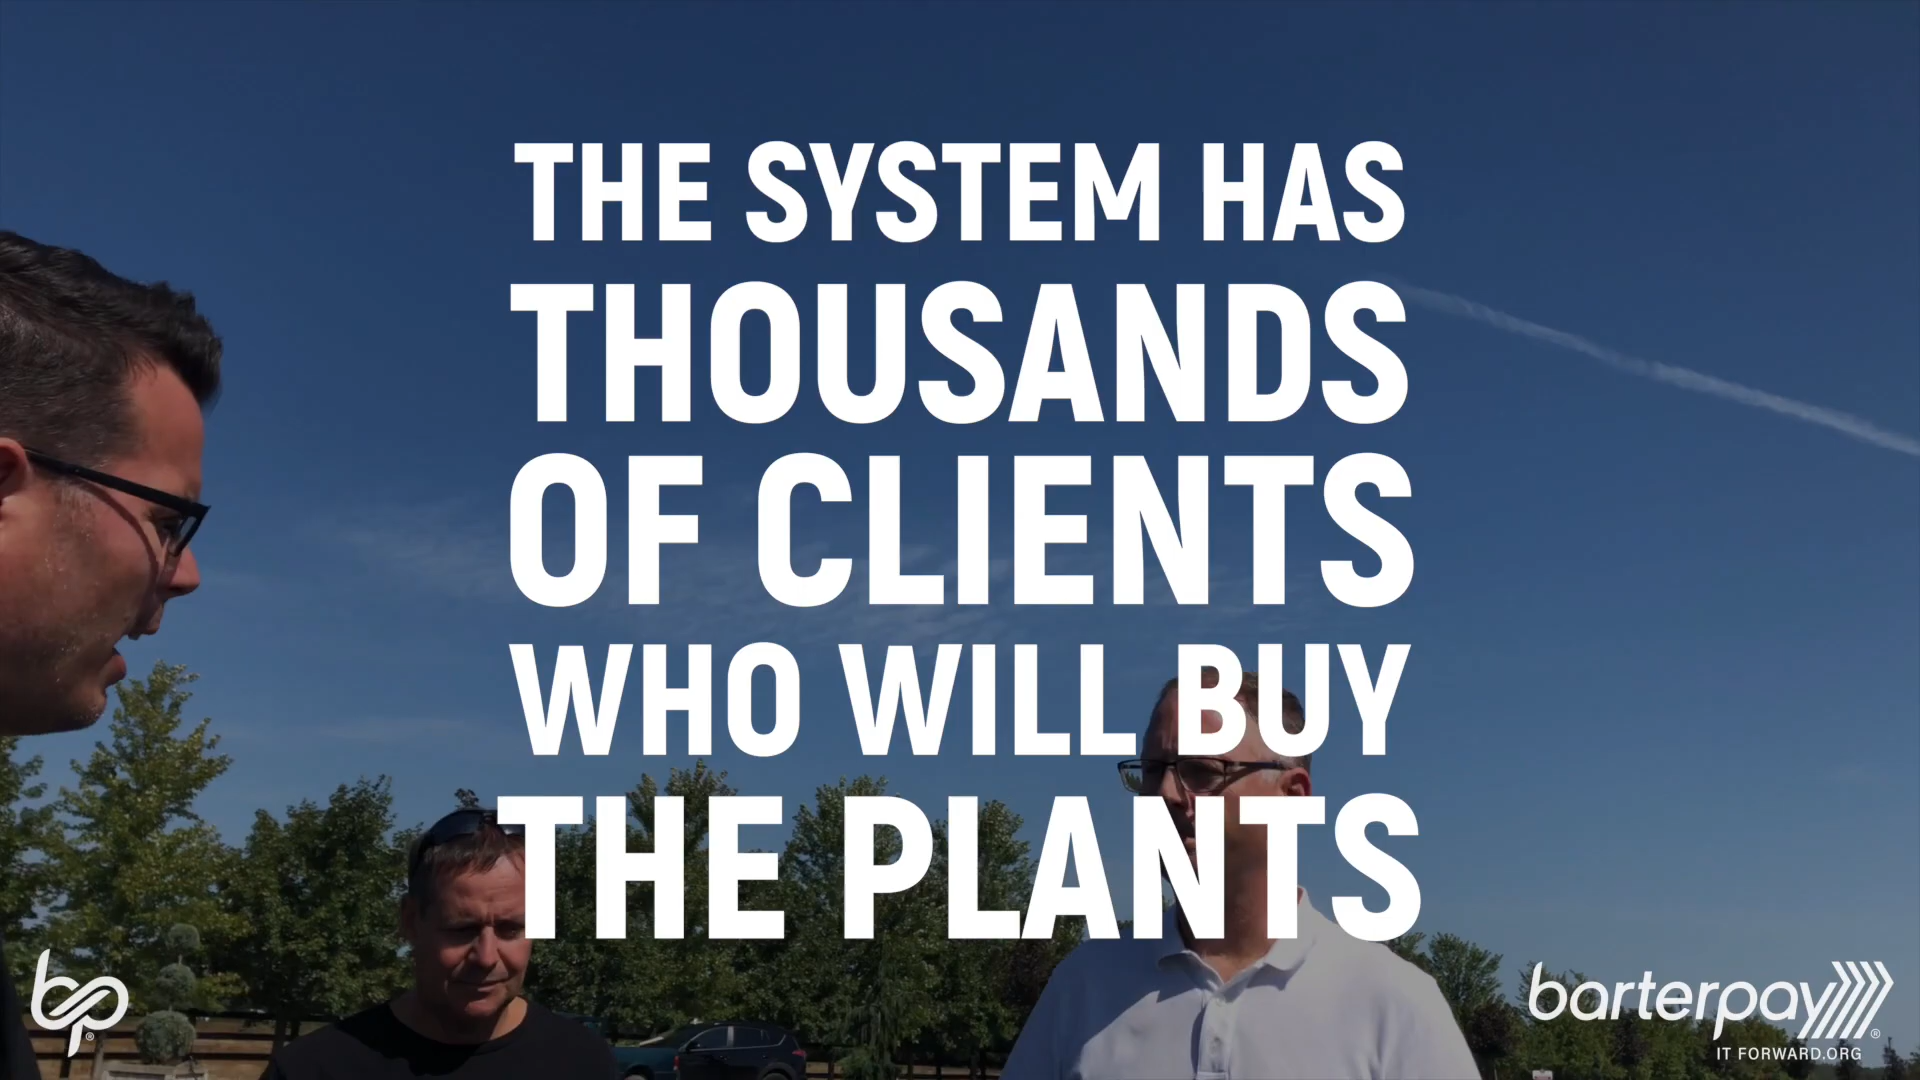 THE SYSTEM HAS
THOUSANDS
OF CLIENTS
WHO WILL BUY
THE PLANTS
bp®
barterpay®
IT FORWARD.ORG